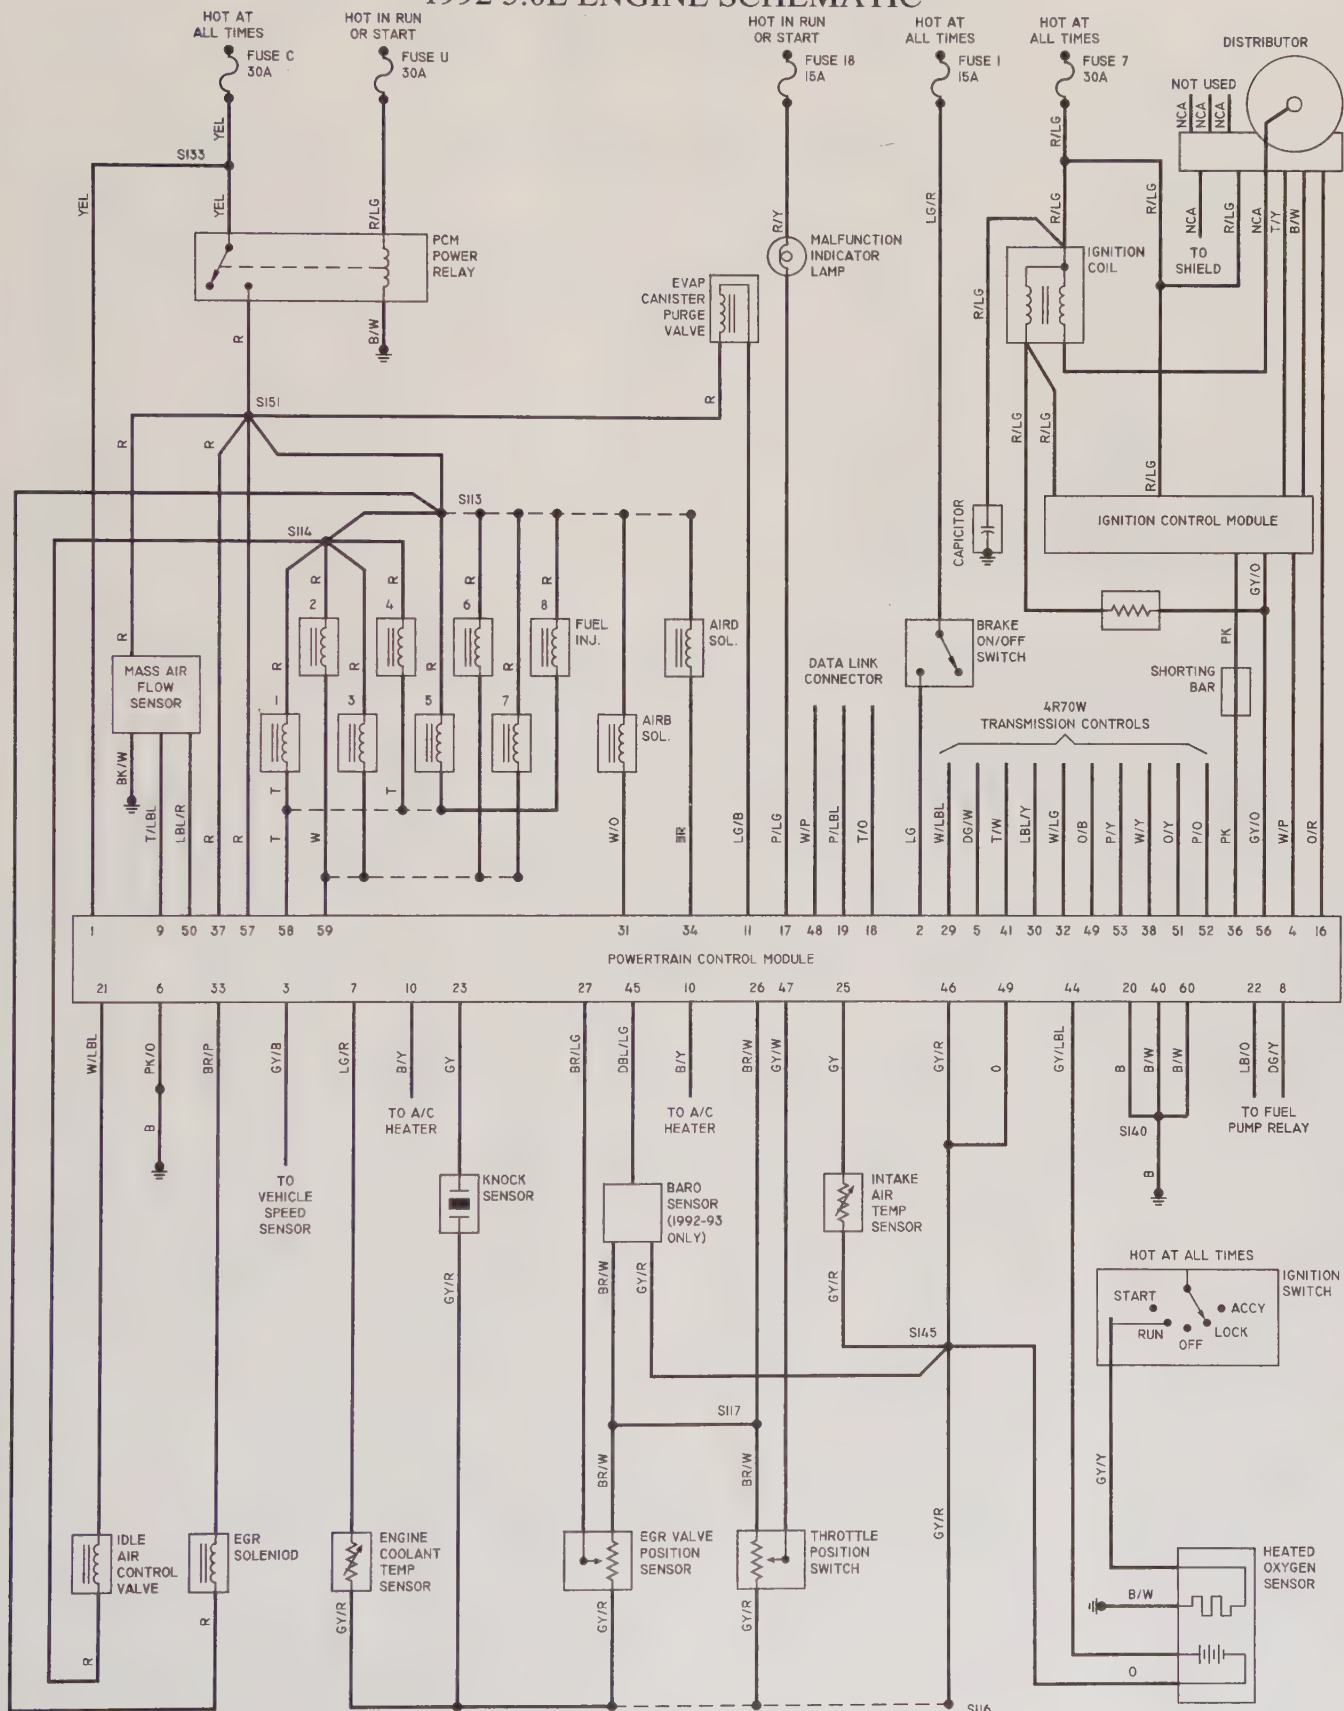 1992 5.0L ENGINE SCHEMATIC
HOT AT
ALL TIMES
FUSE C
30A
HOT IN RUN
OR START
FUSE U
30A
HOT IN RUN
OR START
FUSE 18
15A
HOT AT
ALL TIMES
FUSE 1
15A
HOT AT
ALL TIMES
FUSE 7
30A
DISTRIBUTOR
NOT USED
NCA
NCA
NCA
YEL
S133
YEL
YEL
R/LG
R/Y
LG/R
R/LG
R/LG
R/LG
NCA
R/LG
NCA
T/Y
B/W
TO
SHIELD
PCM
POWER
RELAY
MALFUNCTION
INDICATOR
LAMP
IGNITION
COIL
EVAP
CANISTER
PURGE
VALVE
R
B/W
R/LG
R
S151
R
R
R/LG
R/LG
R/LG
S113
S114
CAPICITOR
IGNITION CONTROL MODULE
R
R
R
R
2
4
6
8
FUEL
INJ.
AIRD
SOL.
BRAKE
ON/OFF
SWITCH
PK
GY/O
R
MASS AIR
FLOW
SENSOR
R
R
R
1
3
5
7
AIRB
SOL.
DATA LINK
CONNECTOR
SHORTING
BAR
4R70W
TRANSMISSION CONTROLS
BK/W
T/LBL
LBL/R
R
R
T
T
T
W
W/O
BR
LG/B
P/LG
W/P
P/LBL
T/O
LG
W/LBL
DG/W
T/W
LBL/Y
W/LG
O/B
P/Y
W/Y
O/Y
P/O
PK
GY/O
W/P
O/R
1 9 50 37 57 58 59 31 34 11 17 48 19 18 2 29 5 41 30 32 49 53 38 51 52 36 56 4 16
POWERTRAIN CONTROL MODULE
21 6 33 3 7 10 23 27 45 10 26 47 25 46 49 44 20 40 60 22 8
W/LBL
PK/O
BR/P
GY/B
LG/R
B/Y
GY
BR/LG
DBL/LG
B/Y
BR/W
GY/W
GY
GY/R
O
GY/LBL
B
B/W
B/W
LB/O
DG/Y
TO A/C
HEATER
TO A/C
HEATER
TO FUEL
PUMP RELAY
S140
B
B
TO
VEHICLE
SPEED
SENSOR
KNOCK
SENSOR
BARO
SENSOR
(1992-93
ONLY)
INTAKE
AIR
TEMP
SENSOR
GY/R
BR/W
GY/R
GY/R
HOT AT ALL TIMES
IGNITION
SWITCH
START
ACCY
RUN
OFF
LOCK
S145
S117
BR/W
BR/W
GY/R
GY/Y
IDLE
AIR
CONTROL
VALVE
EGR
SOLENIOD
ENGINE
COOLANT
TEMP
SENSOR
EGR VALVE
POSITION
SENSOR
THROTTLE
POSITION
SWITCH
HEATED
OXYGEN
SENSOR
B/W
R
R
GY/R
GY/R
GY/R
O
S116